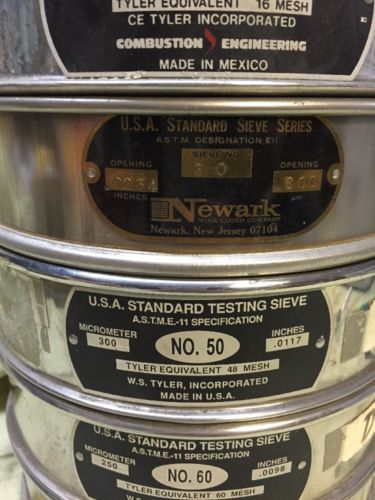 TYLER EQUIVALENT 16 MESH
CE TYLER INCORPORATED
COMBUSTION ENGINEERING
MADE IN MEXICO
U.S.A. STANDARD SIEVE SERIES
A.S.T.M. DESIGNATION E11
SIEVE NO.
OPENING
OPENING
INCHES
Newark
WIRE CLOTH COMPANY
Newark, New Jersey 07104
U.S.A. STANDARD TESTING SIEVE
A.S.T.M.E.-11 SPECIFICATION
MICROMETER
INCHES
300
NO. 50
.0117
TYLER EQUIVALENT 48 MESH
W.S. TYLER, INCORPORATED
MADE IN U.S.A.
U.S.A. STANDARD TESTING SIEVE
A.S.T.M.E.-11 SPECIFICATION
MICROMETER
INCHES
250
NO. 60
.0098
TYLER EQUIVALENT 60 MESH